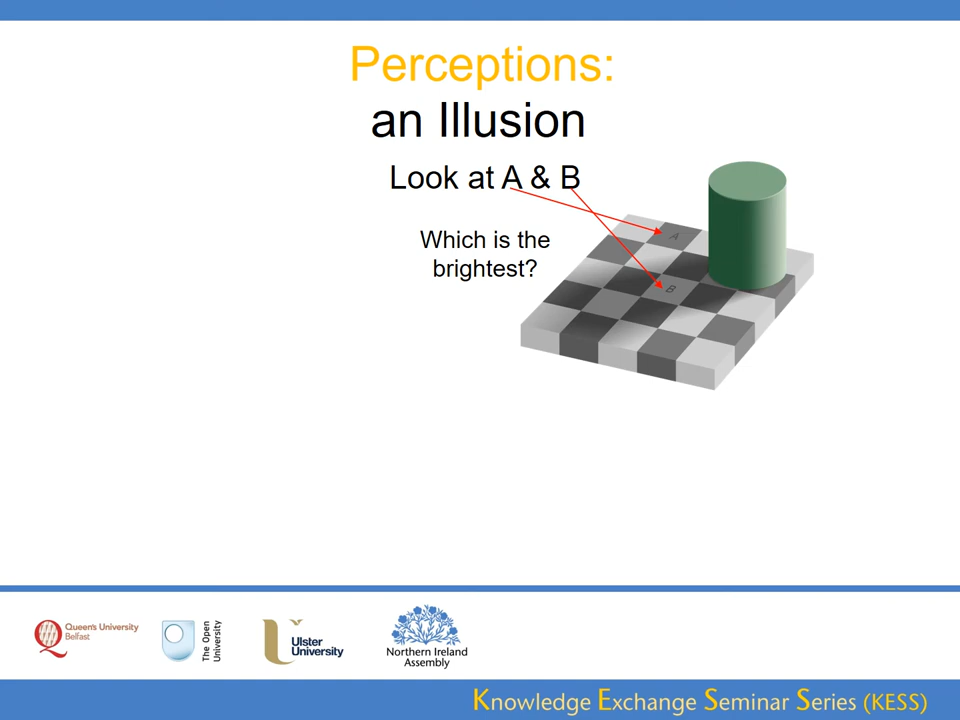 Perceptions:
an Illusion
Look at A & B
Which is the
brightest?
A
B
Queen's University
Belfast
The Open
University
Ulster
University
Northern Ireland
Assembly
Knowledge Exchange Seminar Series (KESS)